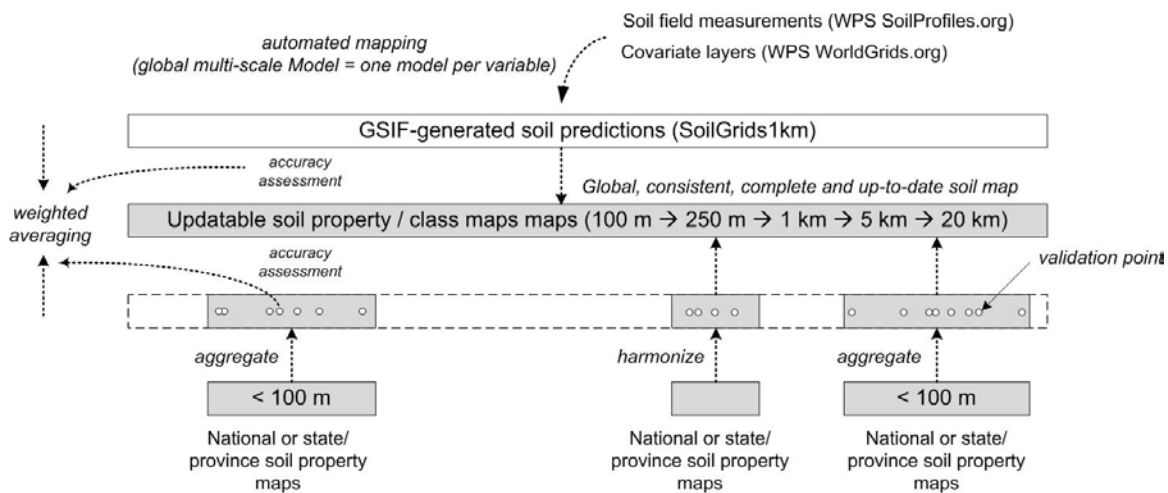 Soil field measurements (WPS SoilProfiles.org)
Covariate layers (WPS WorldGrids.org)
automated mapping
(global multi-scale Model = one model per variable)
GSIF-generated soil predictions (SoilGrids1km)
accuracy
assessment
Global, consistent, complete and up-to-date soil map
weighted
averaging
Updatable soil property / class maps maps (100 m → 250 m → 1 km → 5 km → 20 km)
accuracy
assessment
validation point
aggregate
harmonize
aggregate
< 100 m
< 100 m
National or state/
province soil property
maps
National or state/
province soil property
maps
National or state/
province soil property
maps